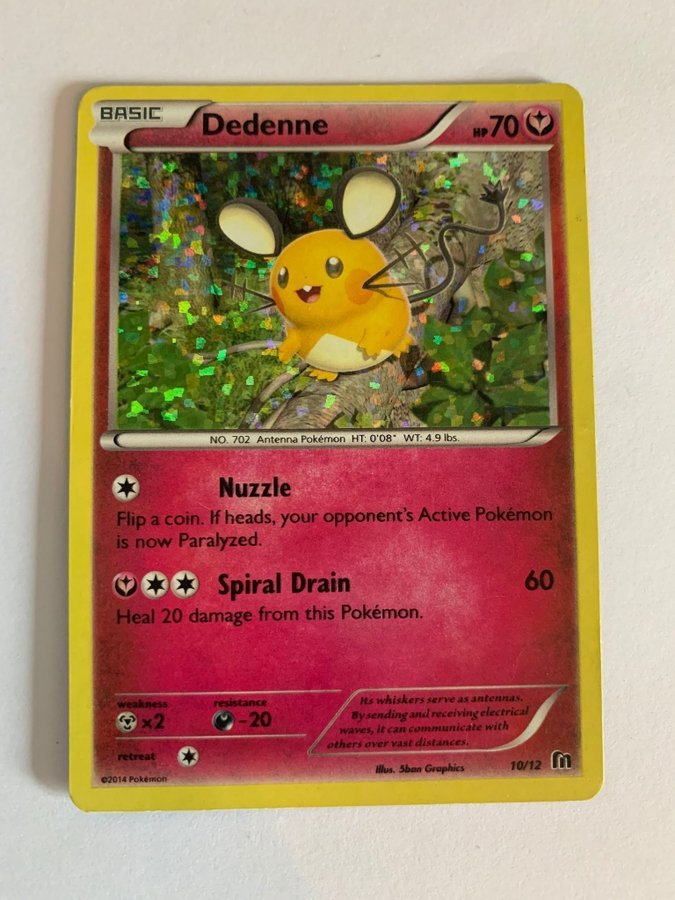 BASIC
Dedenne
HP 70
NO. 702 Antenna Pokémon HT: 0'08" WT: 4.9 lbs.
Nuzzle
Flip a coin. If heads, your opponent's Active Pokémon
is now Paralyzed.
Spiral Drain 60
Heal 20 damage from this Pokémon.
weakness resistance
×2 -20
retreat
Its whiskers serve as antennas.
By sending and receiving electrical
waves, it can communicate with
others over vast distances.
Illus. 5ban Graphics 10/12 m
©2014 Pokémon